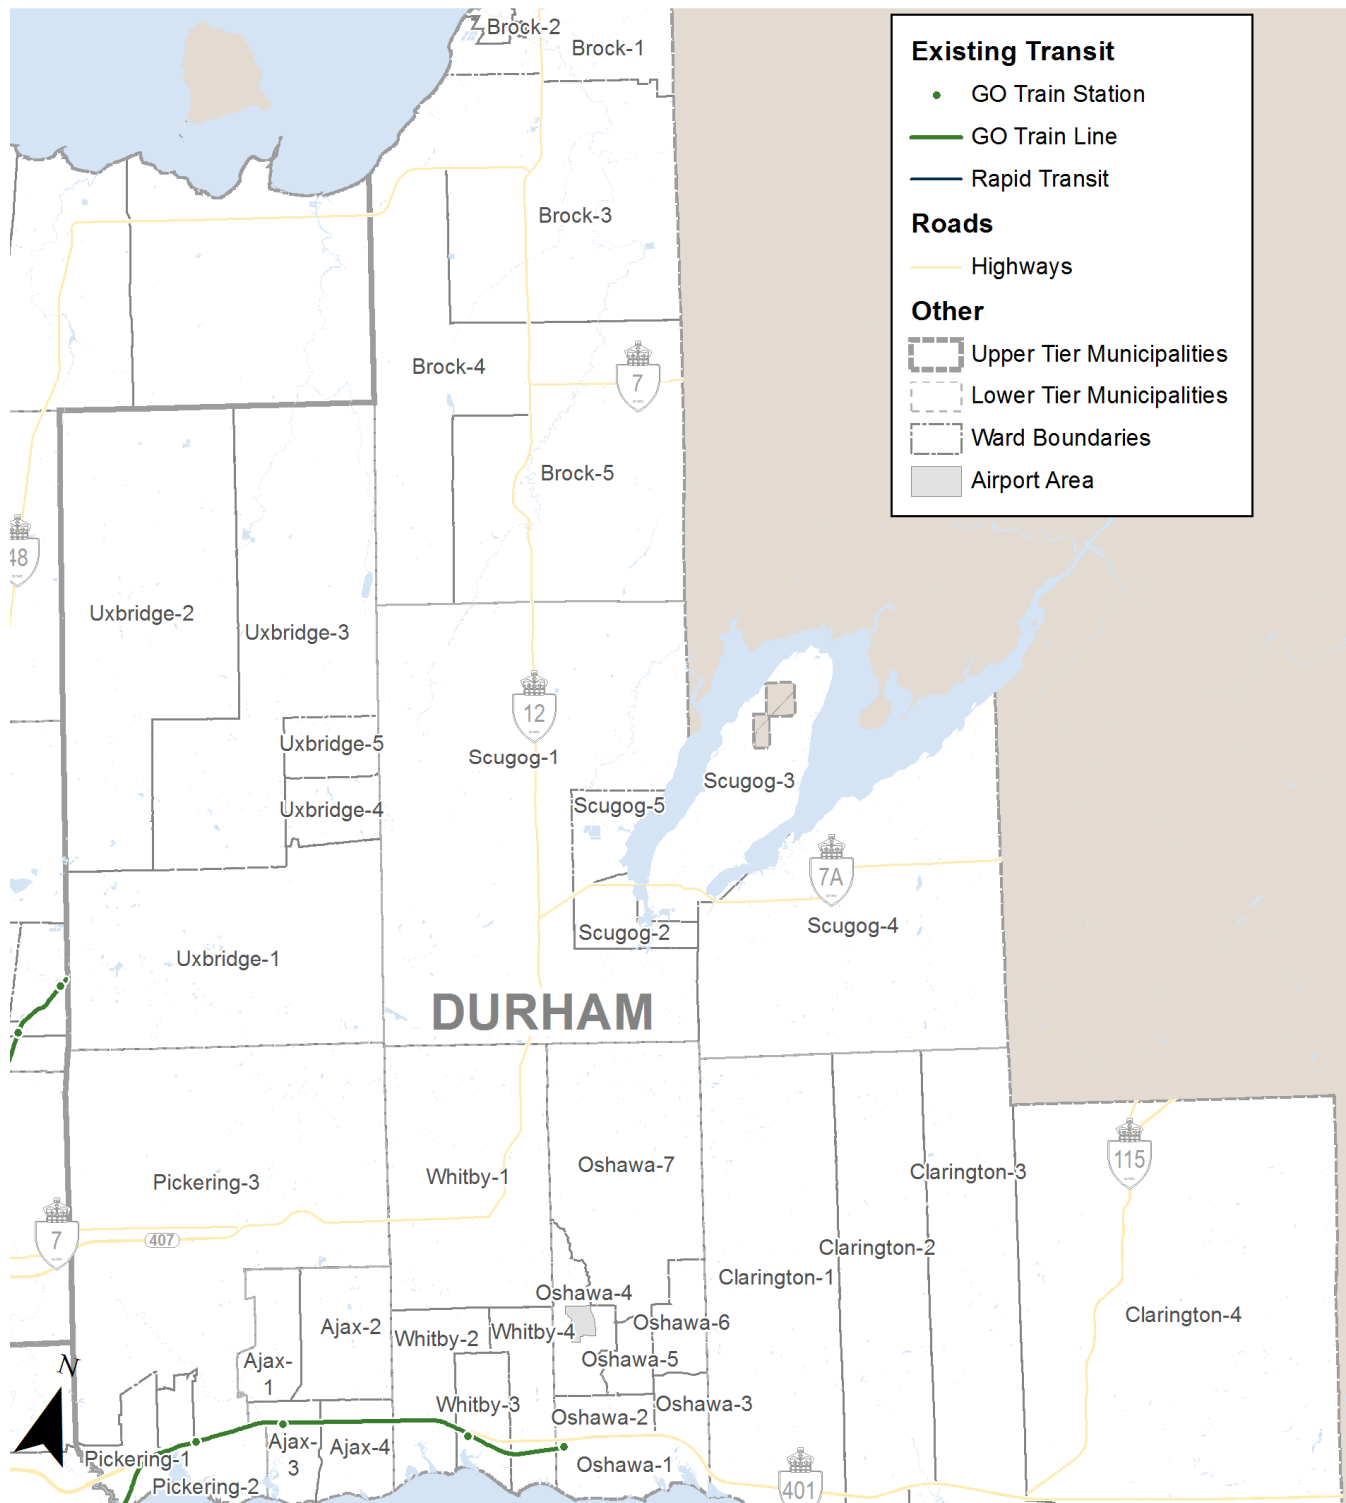 Brock-2
Brock-1
Existing Transit
GO Train Station
GO Train Line
Rapid Transit
Roads
Highways
Other
Upper Tier Municipalities
Lower Tier Municipalities
Ward Boundaries
Airport Area
Brock-3
Brock-4
7
Brock-5
48
Uxbridge-2
Uxbridge-3
12
Uxbridge-5
Scugog-1
Scugog-3
Uxbridge-4
Scugog-5
7A
Scugog-4
Scugog-2
Uxbridge-1
DURHAM
Pickering-3
Whitby-1
Oshawa-7
Clarington-3
115
7
407
Clarington-2
Clarington-1
Oshawa-4
Clarington-4
Ajax-2
Whitby-2
Whitby-4
Oshawa-6
N
Ajax-
1
Oshawa-5
Whitby-3
Oshawa-2
Oshawa-3
Pickering-1
Ajax-
3
Ajax-4
Oshawa-1
Pickering-2
401